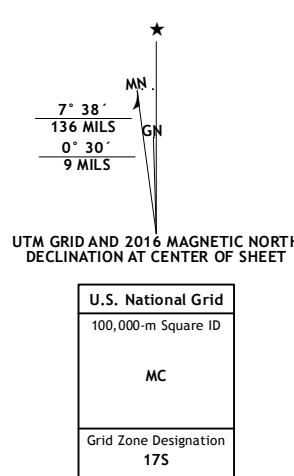 ★
MN
7° 38´
136 MILS
GN
0° 30´
9 MILS
UTM GRID AND 2016 MAGNETIC NORTH
DECLINATION AT CENTER OF SHEET
U.S. National Grid
100,000-m Square ID
MC
Grid Zone Designation
17S